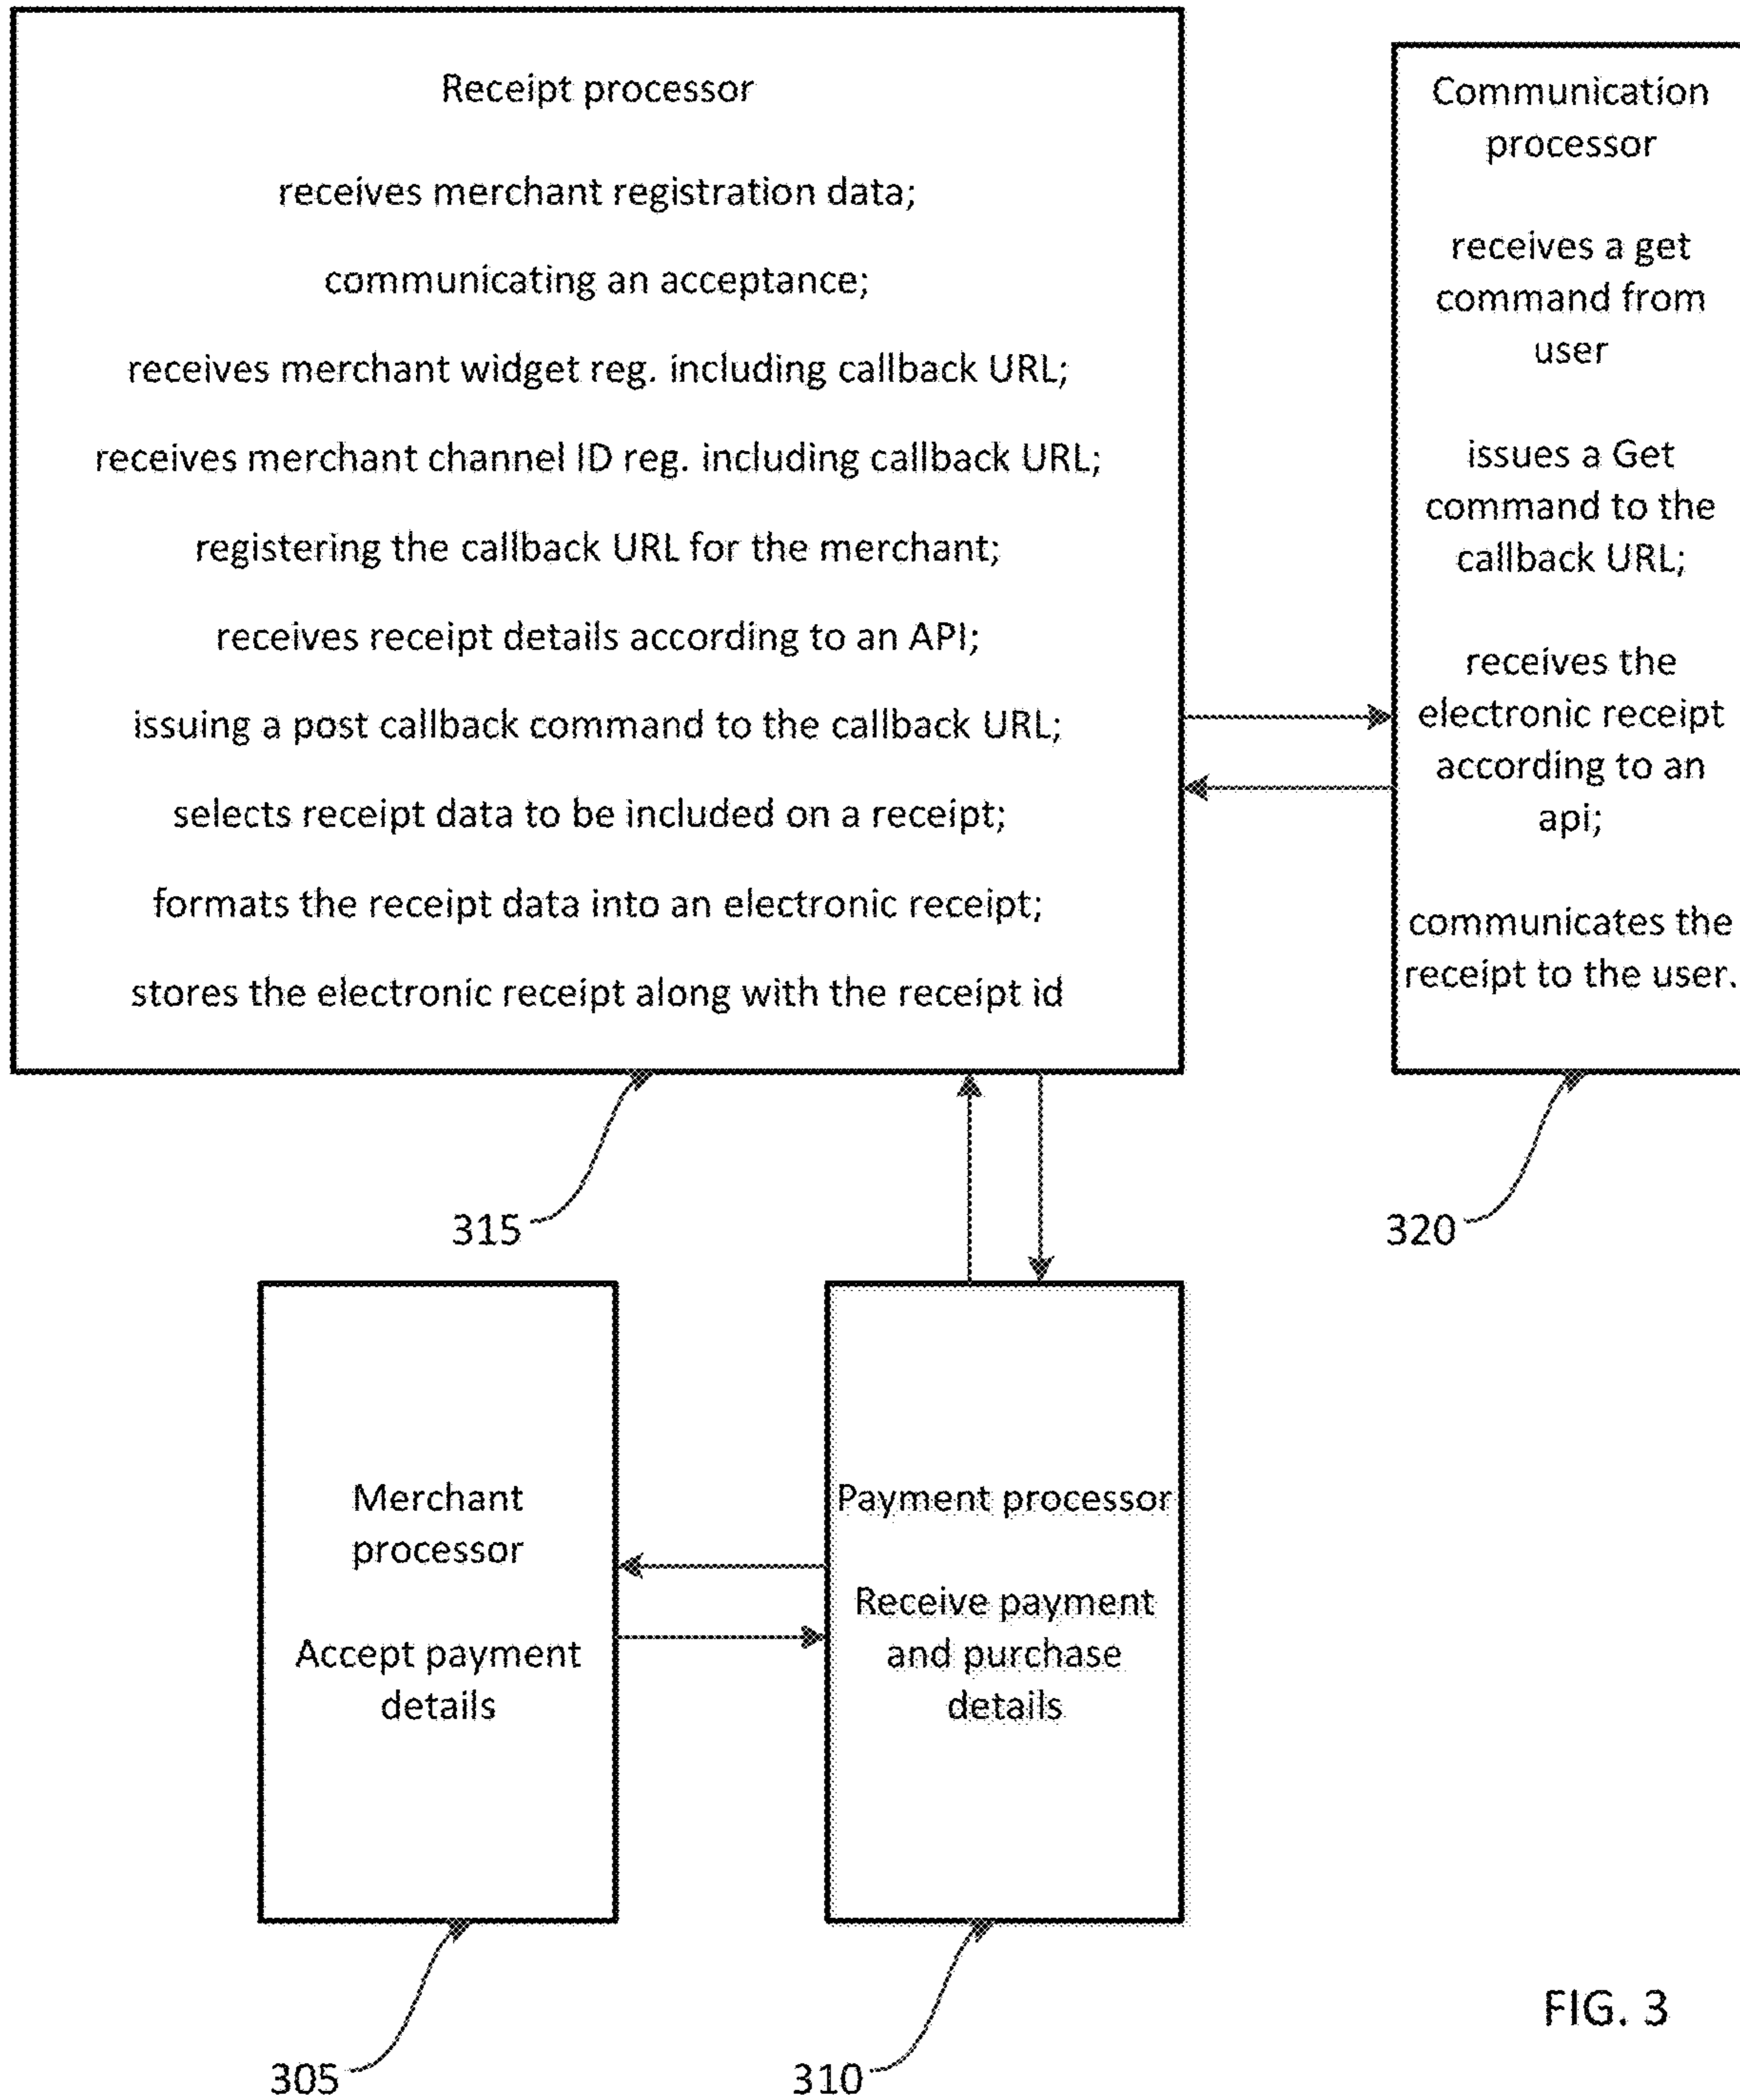 Receipt processor
receives merchant registration data;
communicating an acceptance;
receives merchant widget reg. including callback URL;
receives merchant channel ID reg. including callback URL;
registering the callback URL for the merchant;
receives receipt details according to an API;
issuing a post callback command to the callback URL;
selects receipt data to be included on a receipt;
formats the receipt data into an electronic receipt;
stores the electronic receipt along with the receipt id
315
Communication
processor
receives a get
command from
user
issues a Get
command to the
callback URL;
receives the
electronic receipt
according to an
api;
communicates the
receipt to the user.
320
Merchant
processor
Accept payment
details
305
Payment processor
Receive payment
and purchase
details
310
FIG. 3